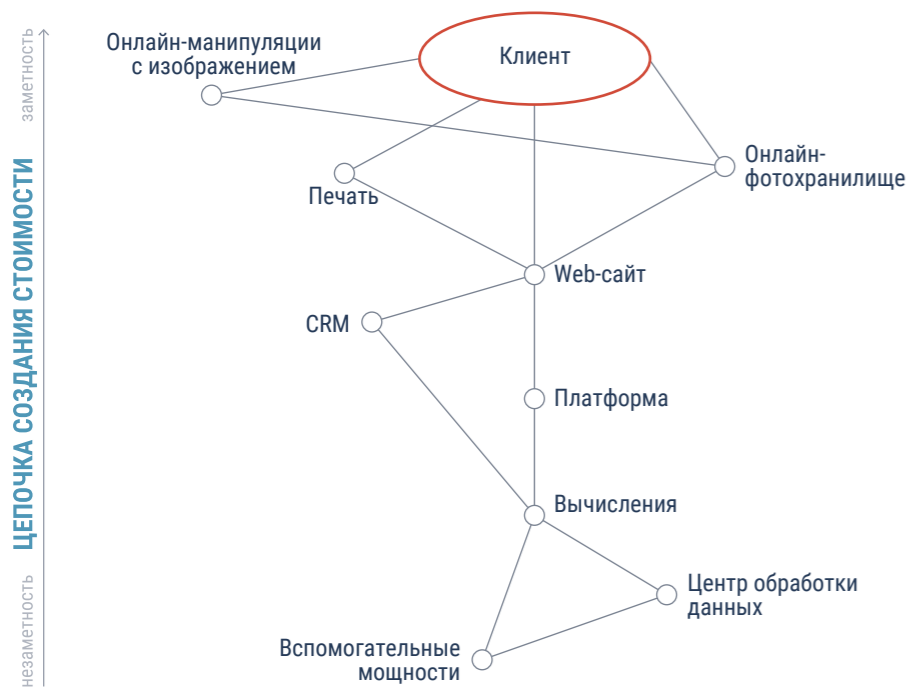 заметность
ЦЕПОЧКА СОЗДАНИЯ СТОИМОСТИ
незаметность
Онлайн-манипуляции
с изображением
Клиент
Онлайн-
фотохранилище
Печать
Web-сайт
CRM
Платформа
Вычисления
Центр обработки
данных
Вспомогательные
мощности